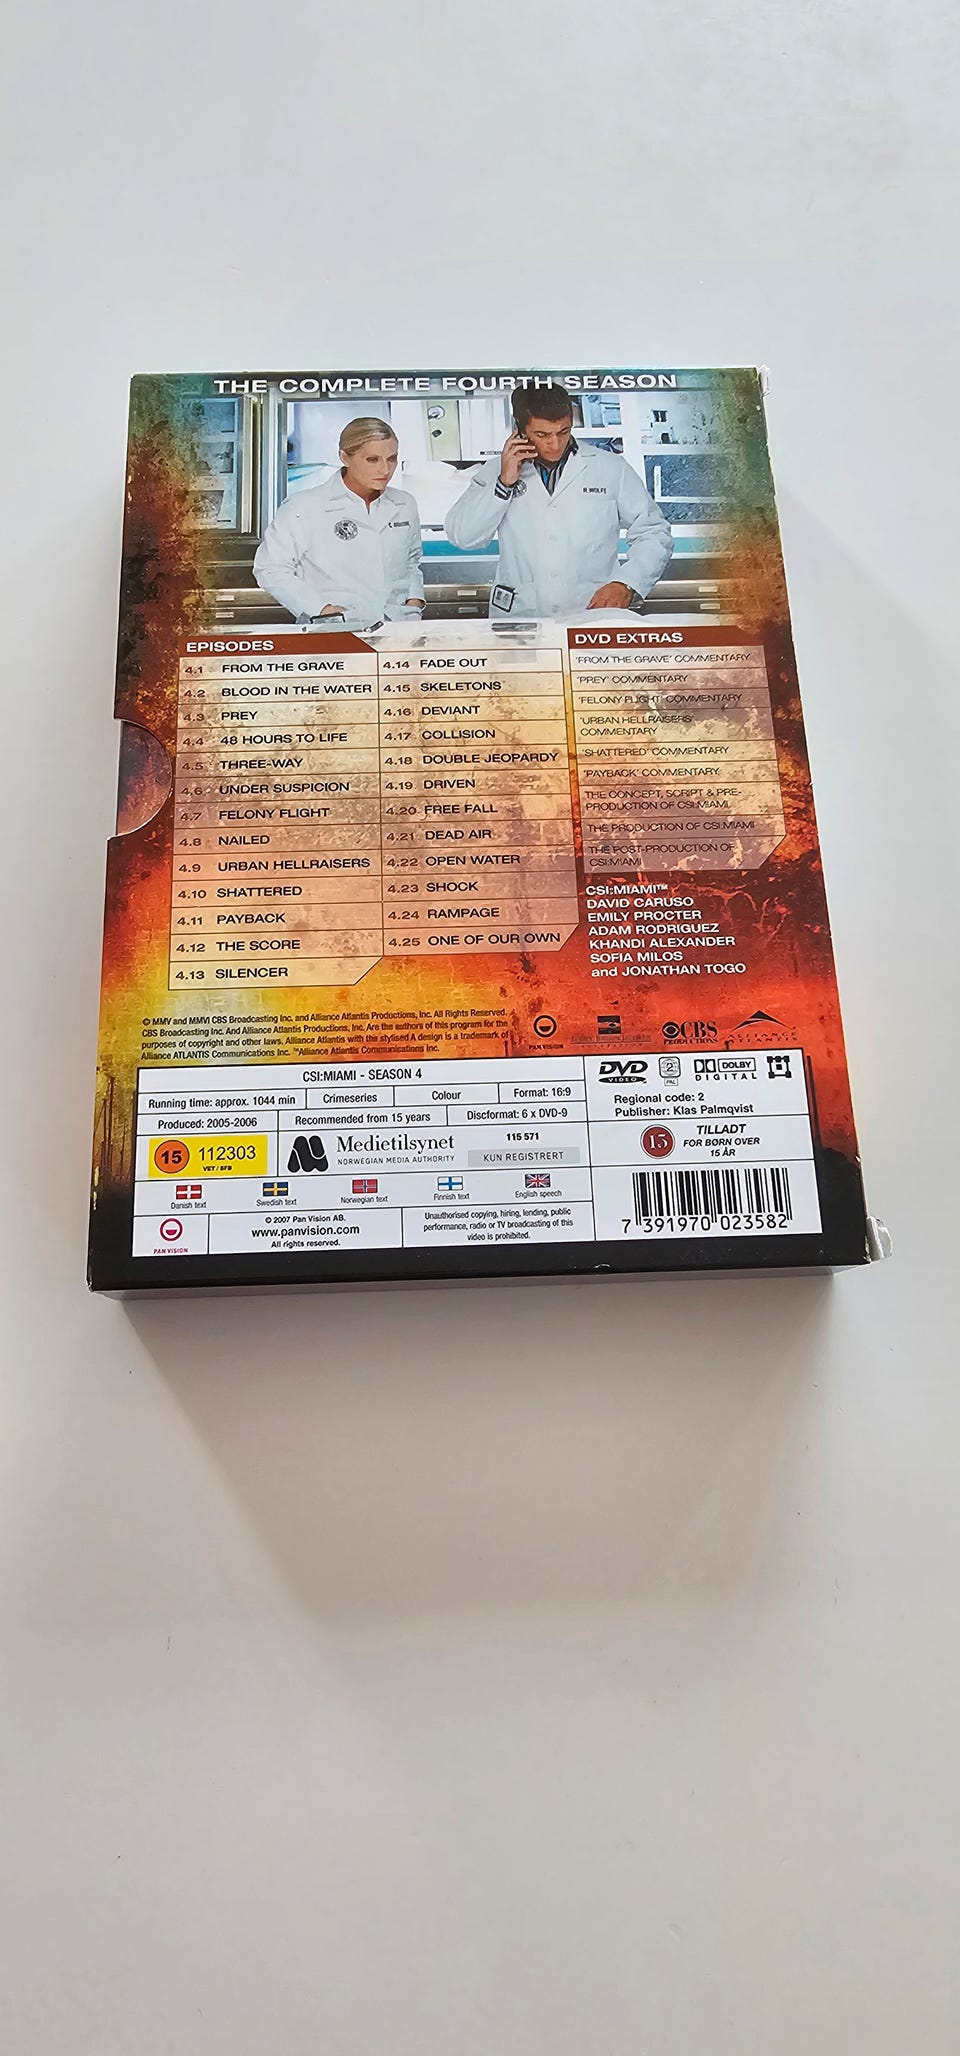 THE COMPLETE FOURTH SEASON
R. WOLFE
EPISODES
4.1 FROM THE GRAVE
4.2 BLOOD IN THE WATER
4.3 PREY
4.4 48 HOURS TO LIFE
4.5 THREE-WAY
4.6 UNDER SUSPICION
4.7 FELONY FLIGHT
4.8 NAILED
4.9 URBAN HELLRAISERS
4.10 SHATTERED
4.11 PAYBACK
4.12 THE SCORE
4.13 SILENCER
4.14 FADE OUT
4.15 SKELETONS
4.16 DEVIANT
4.17 COLLISION
4.18 DOUBLE JEOPARDY
4.19 DRIVEN
4.20 FREE FALL
4.21 DEAD AIR
4.22 OPEN WATER
4.23 SHOCK
4.24 RAMPAGE
4.25 ONE OF OUR OWN
DVD EXTRAS
'FROM THE GRAVE' COMMENTARY
'PREY' COMMENTARY
'FELONY FLIGHT' COMMENTARY
'URBAN HELLRAISERS'
COMMENTARY
'SHATTERED' COMMENTARY
'PAYBACK' COMMENTARY
THE CONCEPT, SCRIPT & PRE-
PRODUCTION OF CSI:MIAMI
THE PRODUCTION OF CSI:MIAMI
THE POST-PRODUCTION OF
CSI:MIAMI
CSI:MIAMI™
DAVID CARUSO
EMILY PROCTER
ADAM RODRIGUEZ
KHANDI ALEXANDER
SOFIA MILOS
and JONATHAN TOGO
© MMV and MMVI CBS Broadcasting Inc. and Alliance Atlantis Productions, Inc. All Rights Reserved.
CBS Broadcasting Inc. And Alliance Atlantis Productions, Inc. Are the authors of this program for the
purposes of copyright and other laws. Alliance Atlantis with the stylised A design is a trademark of
Alliance ATLANTIS Communications Inc. ™Alliance Atlantis Communications Inc.
PAN VISION
CBS
PRODUCTIONS
ALLIANCE
ATLANTIS
CSI:MIAMI - SEASON 4
Running time: approx. 1044 min
Crimeseries
Colour
Format: 16:9
Produced: 2005-2006
Recommended from 15 years
Discformat: 6 x DVD-9
15 112303
VET / SFB
Medietilsynet
NORWEGIAN MEDIA AUTHORITY
115 571
KUN REGISTRERT
Danish text
Swedish text
Norwegian text
Finnish text
English speech
PAN VISION
© 2007 Pan Vision AB.
www.panvision.com
All rights reserved.
Unauthorised copying, hiring, lending, public
performance, radio or TV broadcasting of this
video is prohibited.
DVD
VIDEO
2
PAL
DOLBY
DIGITAL
Regional code: 2
Publisher: Klas Palmqvist
15
TILLADT
FOR BØRN OVER
15 ÅR
7 391970 023582